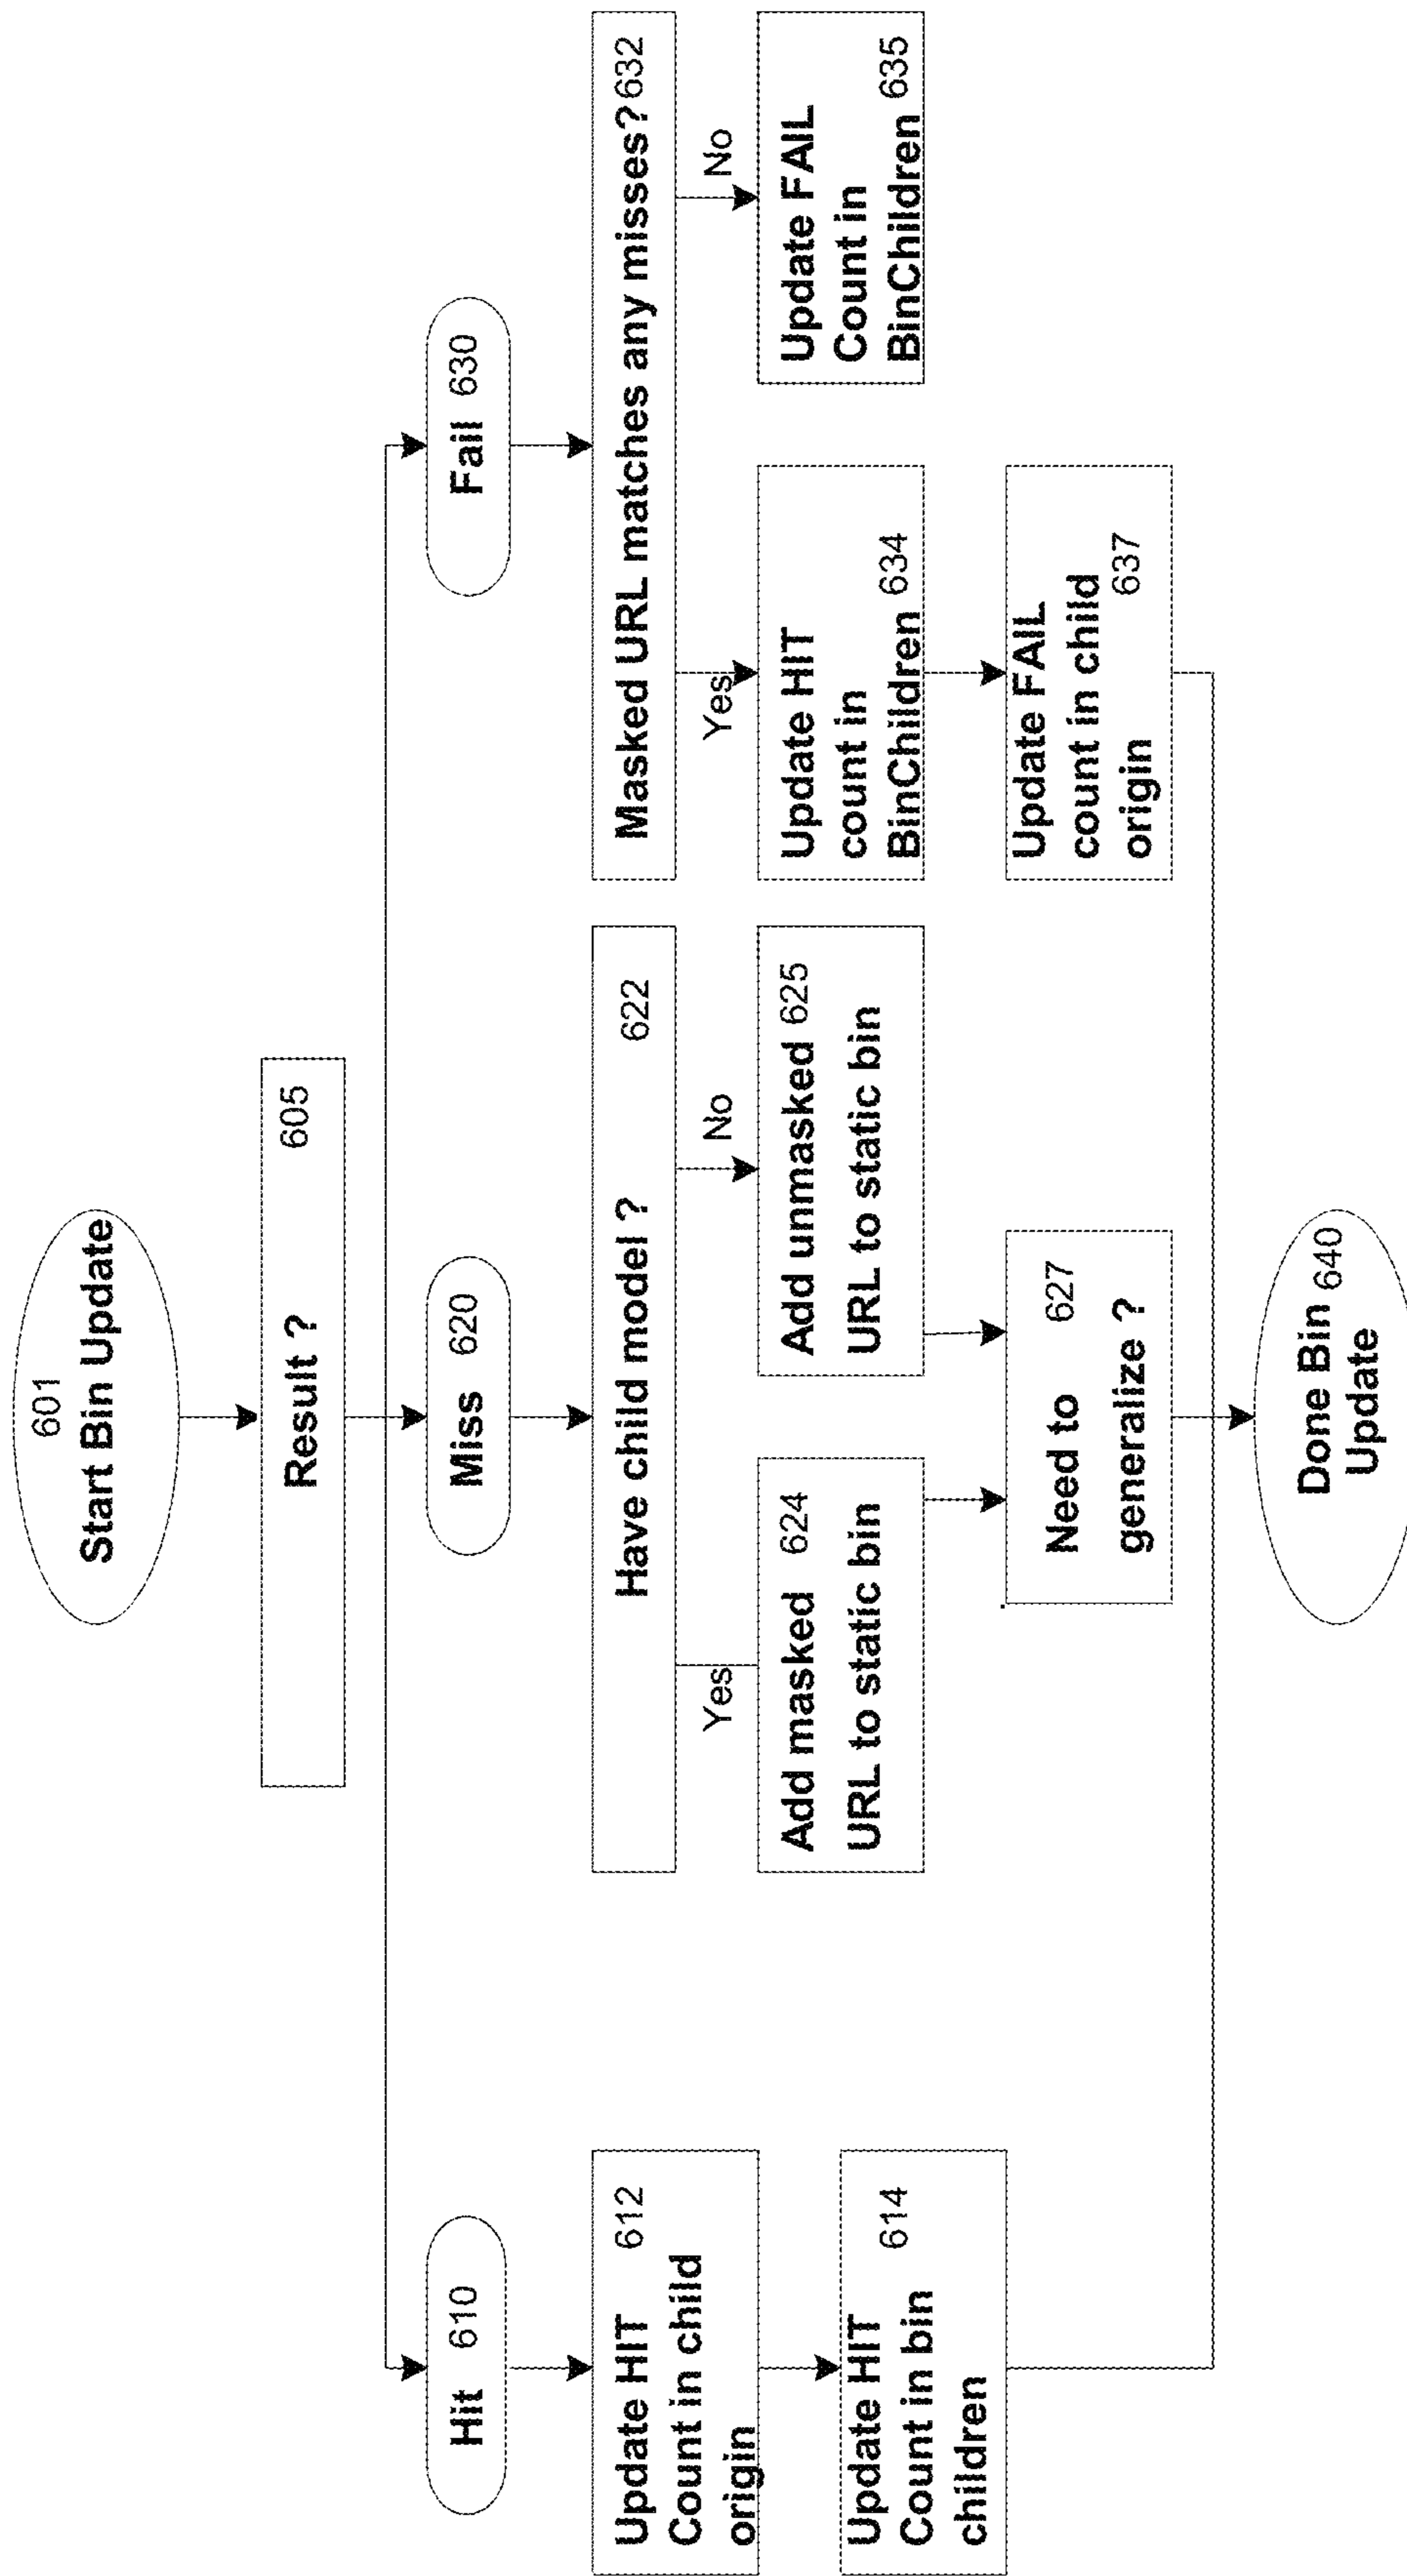 601
Start Bin Update
Result ? 605
Hit 610
Miss 620
Fail 630
Update HIT 612
Count in child
origin
Update HIT
Count in bin 614
children
Have child model ? 622
Yes
No
Add masked 624
URL to static bin
Add unmasked 625
URL to static bin
Need to 627
generalize ?
Masked URL matches any misses? 632
Yes
No
Update HIT
count in
BinChildren 634
Update FAIL
Count in
BinChildren 635
Update FAIL
count in child
origin 637
Done Bin 640
Update